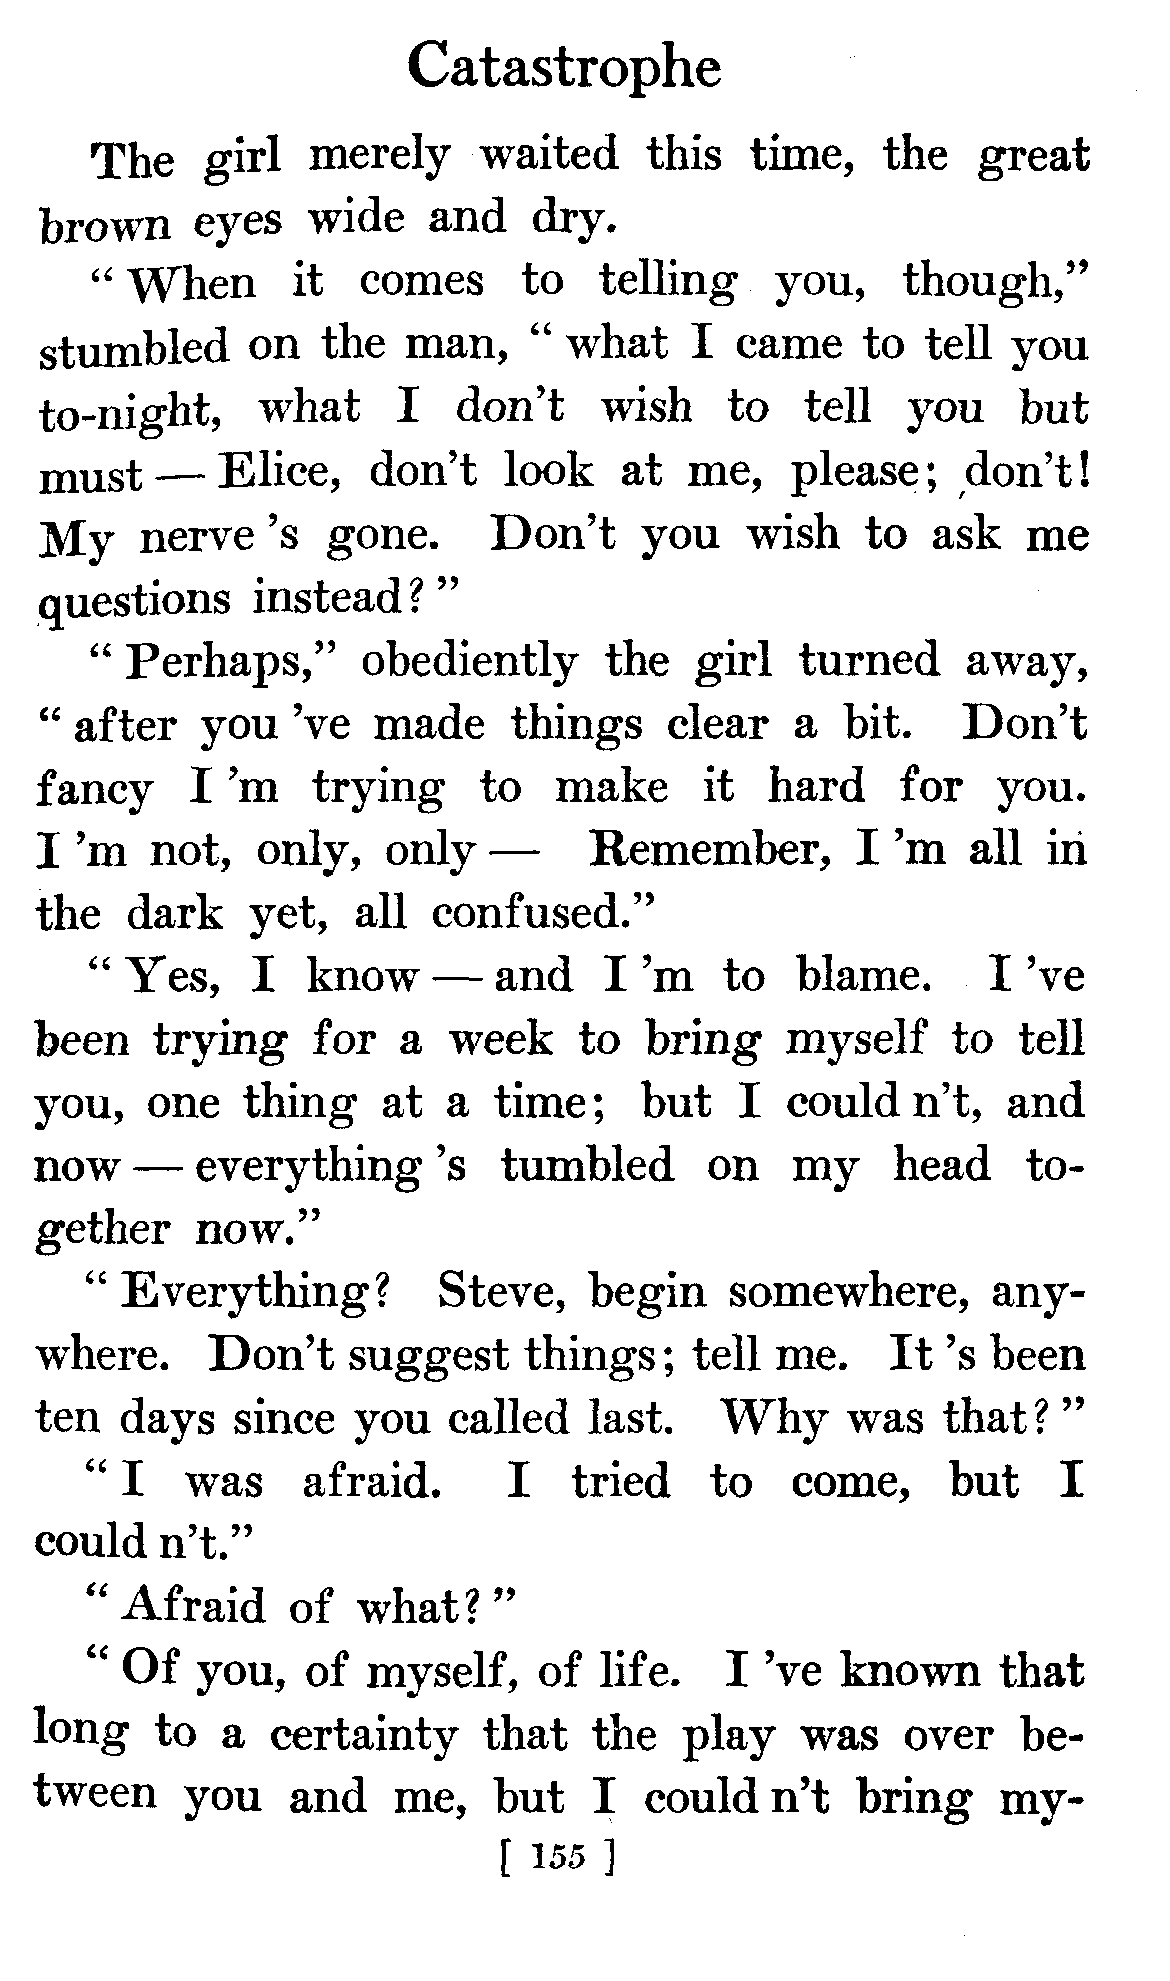 Catastrophe
The girl merely waited this time, the great
brown eyes wide and dry.
“ When it comes to telling you, though,”
stumbled on the man, “ what I came to tell you
to-night, what I don’t wish to tell you but
must — Elice, don’t look at me, please; don’t!
My nerve ’s gone. Don’t you wish to ask me
questions instead? ”
“ Perhaps,” obediently the girl turned away,
“ after you ’ve made things clear a bit. Don’t
fancy I ’m trying to make it hard for you.
I ’m not, only, only — Remember, I ’m all in
the dark yet, all confused.”
“ Yes, I know — and I ’m to blame. I ’ve
been trying for a week to bring myself to tell
you, one thing at a time; but I could n’t, and
now — everything ’s tumbled on my head to-
gether now.”
“ Everything? Steve, begin somewhere, any-
where. Don’t suggest things; tell me. It ’s been
ten days since you called last. Why was that? ”
“ I was afraid. I tried to come, but I
could n’t.”
“ Afraid of what? ”
“ Of you, of myself, of life. I ’ve known that
long to a certainty that the play was over be-
tween you and me, but I could n’t bring my-
[ 155 ]